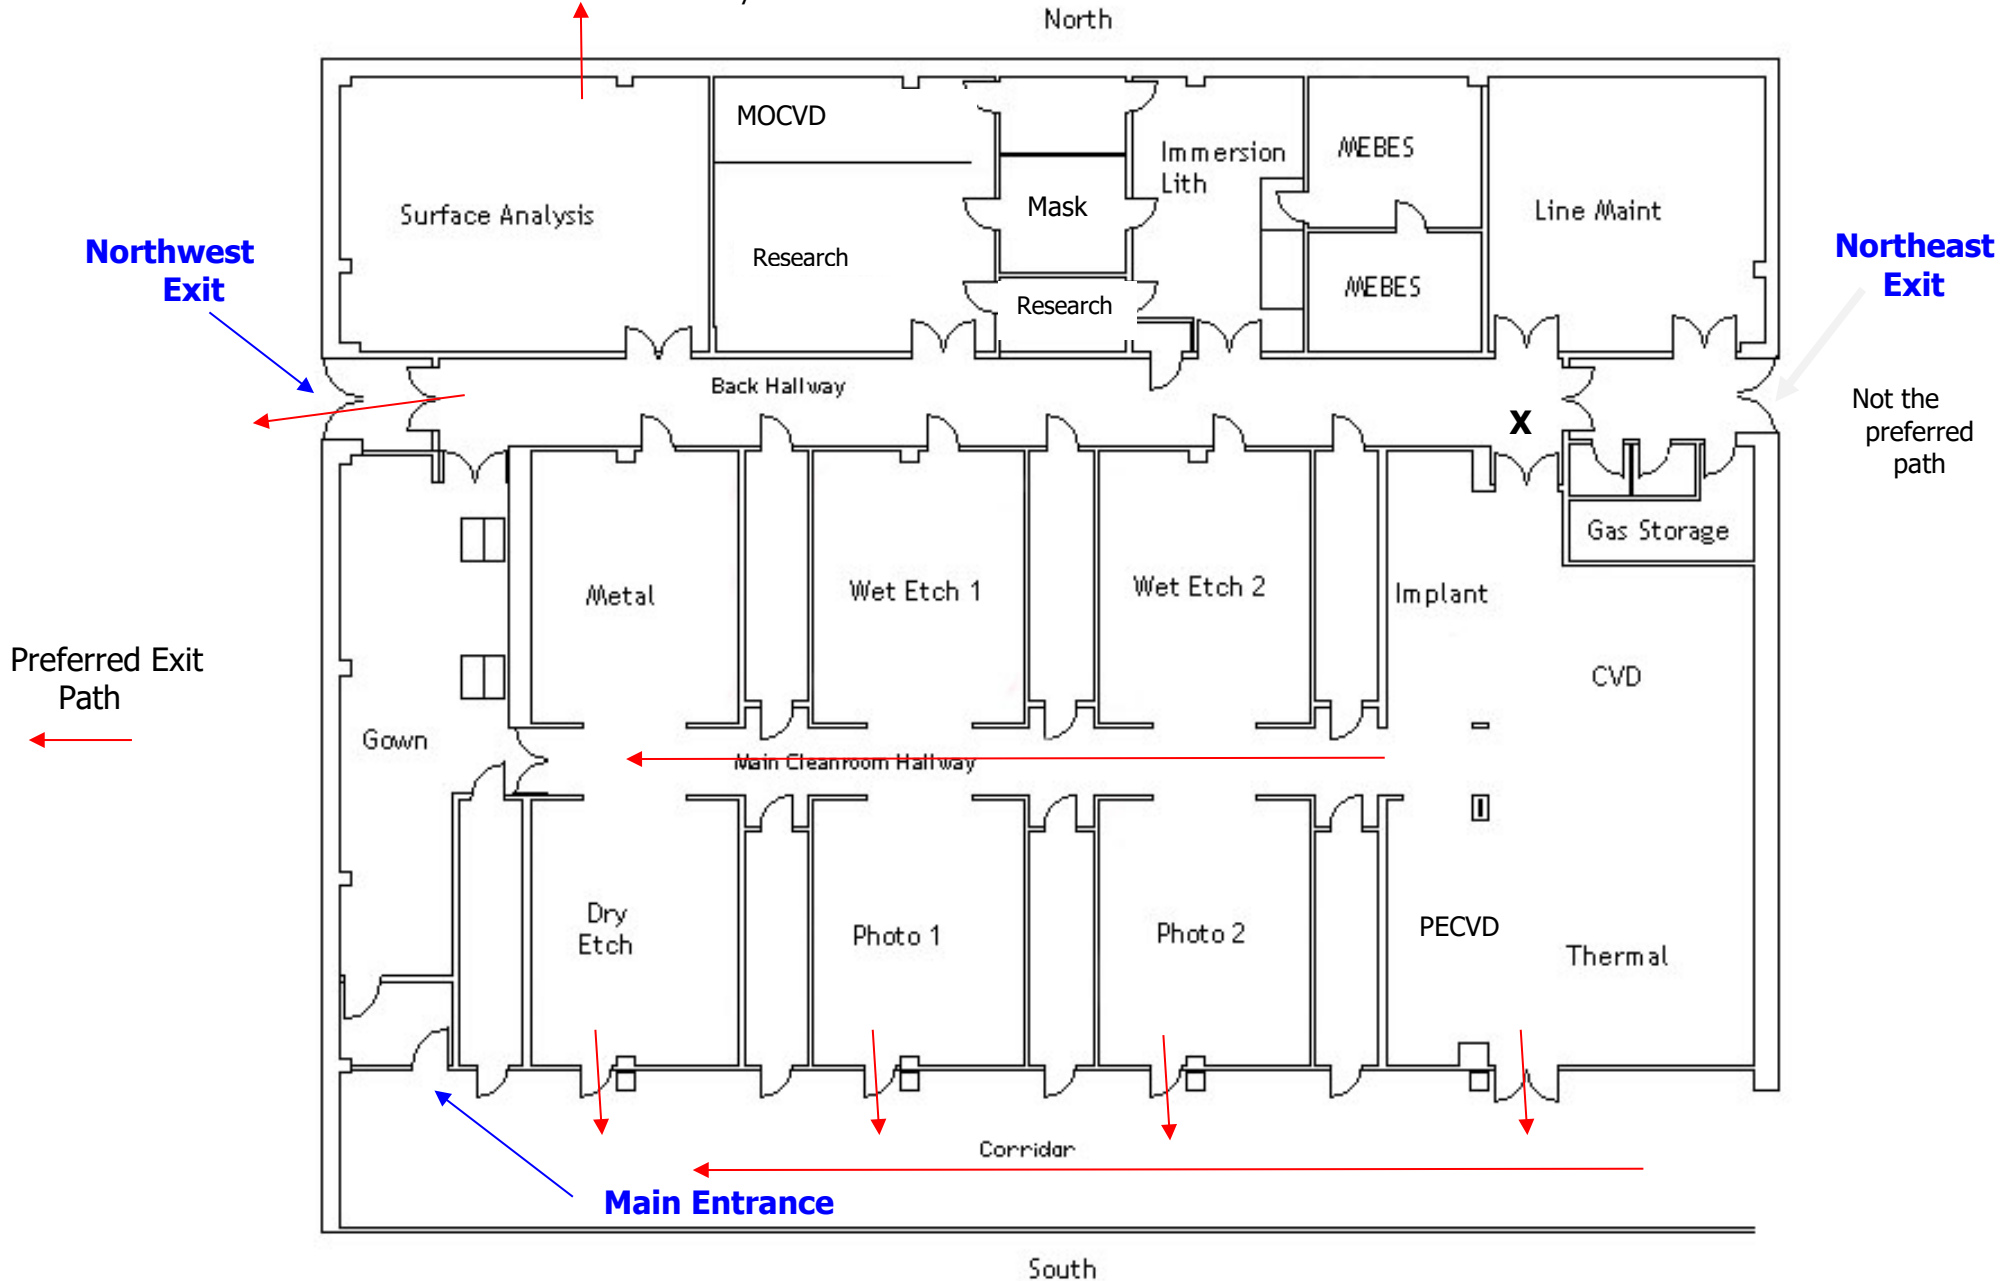 North
MOCVD
Immersion
Lith
MEBES
Mask
Surface Analysis
Line Maint
Northwest
Exit
Northeast
Exit
Research
MEBES
Research
Back Hallway
Not the
preferred
path
X
Gas Storage
Metal
Wet Etch 1
Wet Etch 2
Implant
Preferred Exit
Path
CVD
Gown
Main Cleanroom Hallway
Dry
Etch
Photo 1
Photo 2
PECVD
Thermal
Corridor
Main Entrance
South